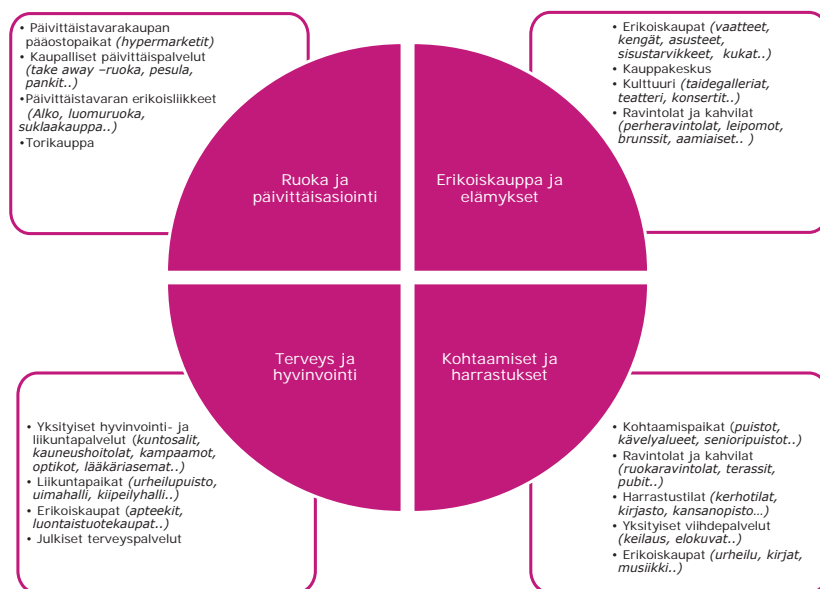 • Päivittäistavarakaupan
pääostopaikat (hypermarketit)
• Kaupalliset päivittäispalvelut
(take away –ruoka, pesula,
pankit..)
•Päivittäistavaran erikoisliikkeet
(Alko, luomuruoka,
suklaakauppa..)
•Torikauppa
• Erikoiskaupat (vaatteet,
kengät, asusteet,
sisustarvikkeet, kukat..)
• Kauppakeskus
• Kulttuuri (taidegalleriat,
teatteri, konsertit..)
• Ravintolat ja kahvilat
(perheravintolat, leipomot,
brunssit, aamiaiset.. )
Ruoka ja
päivittäisasiointi
Erikoiskauppa ja
elämykset
Terveys ja
hyvinvointi
Kohtaamiset ja
harrastukset
• Yksityiset hyvinvointi- ja
liikuntapalvelut (kuntosalit,
kauneushoitolat, kampaamot,
optikot, lääkäriasemat..)
• Liikuntapaikat (urheilupuisto,
uimahalli, kiipeilyhalli..)
• Erikoiskaupat (apteekit,
luontaistuotekaupat..)
• Julkiset terveyspalvelut
• Kohtaamispaikat (puistot,
kävelyalueet, senioripuistot..)
• Ravintolat ja kahvilat
(ruokaravintolat, terassit,
pubit..)
• Harrastustilat (kerhotilat,
kirjasto, kansanopisto…)
• Yksityiset viihdepalvelut
(keilaus, elokuvat..)
• Erikoiskaupat (urheilu, kirjat,
musiikki..)